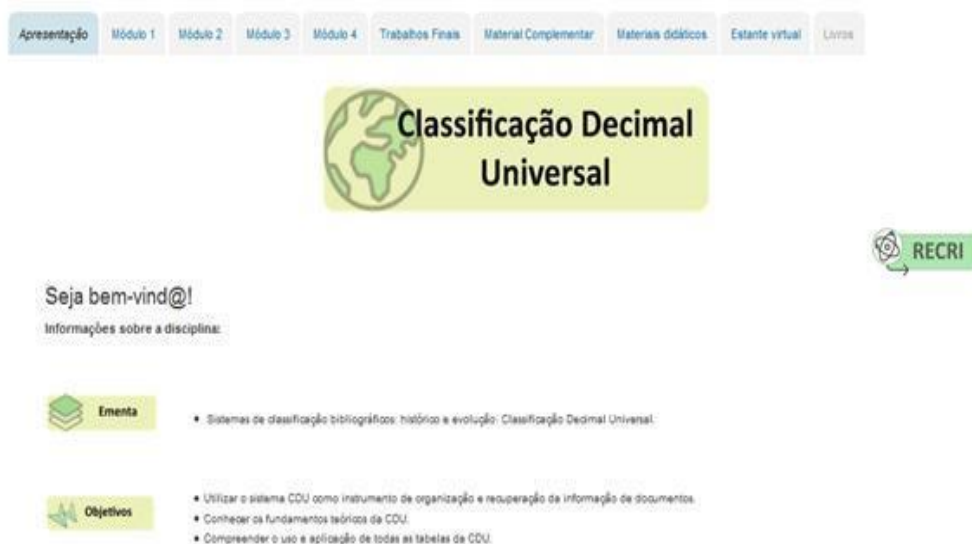 Apresentação Módulo 1 Módulo 2 Módulo 3 Módulo 4 Trabalhos Finais Material Complementar Materiais didáticos Estante virtual Livros
Classificação Decimal
Universal
RECRI
Seja bem-vind@!
Informações sobre a disciplina:
Ementa
• Sistemas de classificação bibliográficos: histórico e evolução: Classificação Decimal Universal.
Objetivos
• Utilizar o sistema CDU como instrumento de organização e recuperação da informação de documentos.
• Conhecer os fundamentos teóricos da CDU.
• Compreender o uso e aplicação de todas as tabelas da CDU.